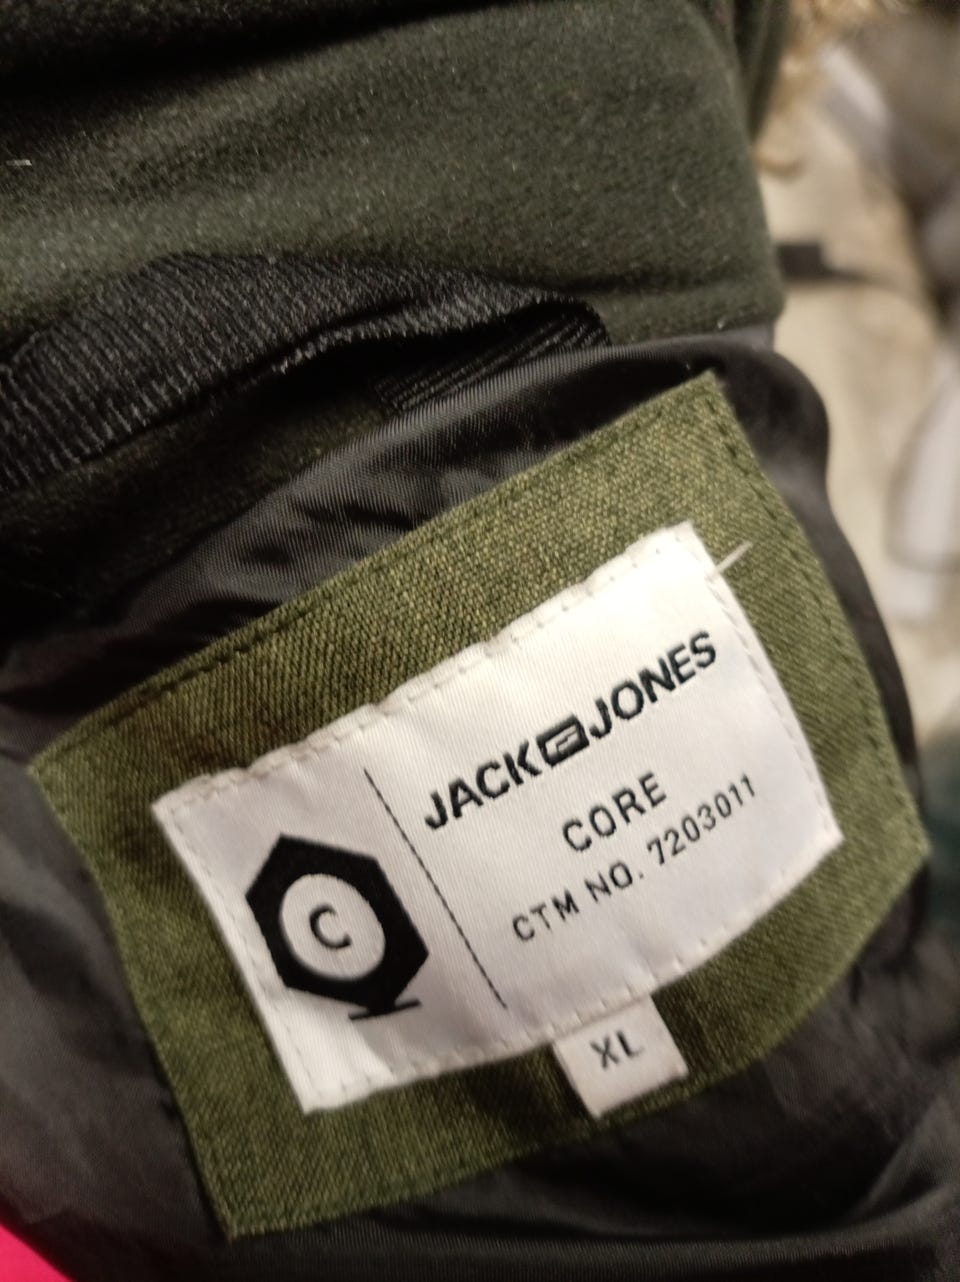 C
JACK JONES
CORE
CTM NO. 7203011
XL